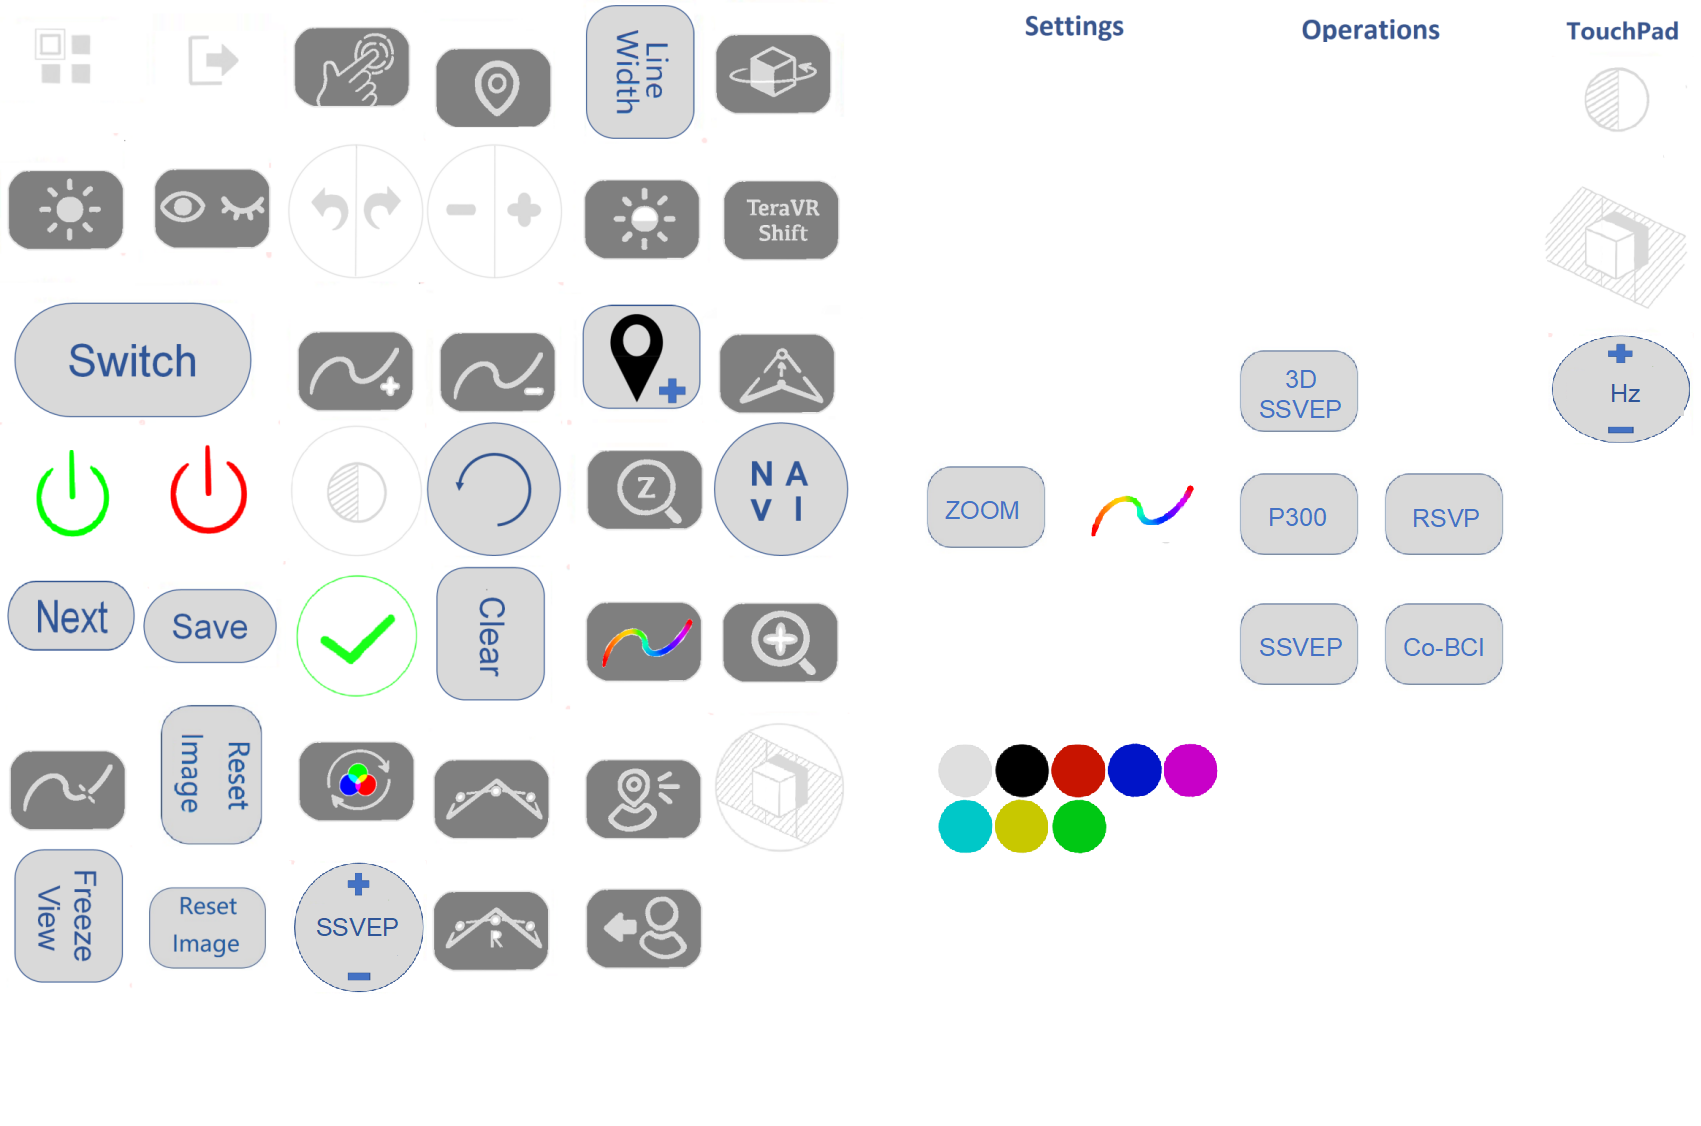 Settings
Operations
TouchPad
Line
Width
TeraVR
Shift
Switch
3D
SSVEP
Hz
Z
N A
V I
ZOOM
P300
RSVP
Next
Save
Clear
SSVEP
Co-BCI
Reset
Image
Freeze
View
Reset
Image
SSVEP
R